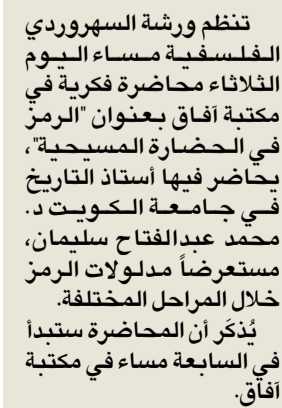 تنظم ورشة السهروردي
الفلسفية مساء اليوم
الثلاثاء محاضرة فكرية في
مكتبة آفاق بعنوان "الرمز
في الحضارة المسيحية"،
يحاضر فيها أستاذ التاريخ
في جامعة الكويت د.
محمد عبدالفتاح سليمان،
مستعرضاً مدلولات الرمز
خلال المراحل المختلفة.
يُذكَر أن المحاضرة ستبدأ
في السابعة مساء في مكتبة
آفاق.